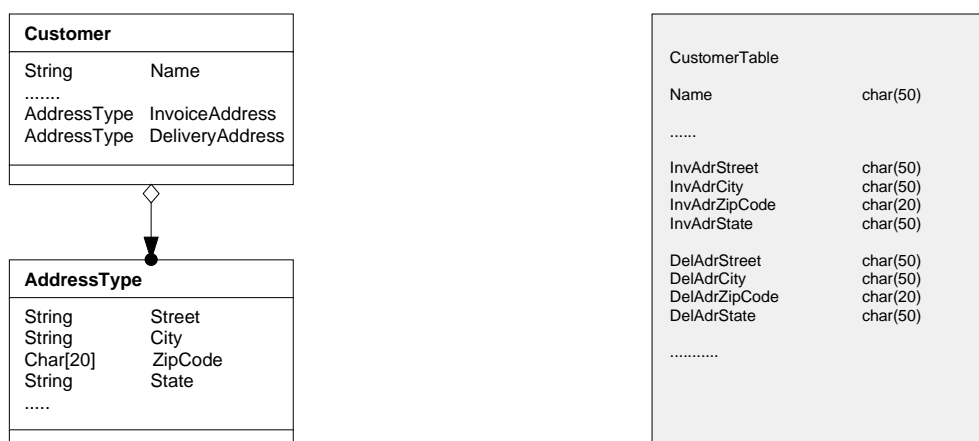 Customer
String Name
.......
AddressType InvoiceAddress
AddressType DeliveryAddress
AddressType
String Street
String City
Char[20] ZipCode
String State
.....
CustomerTable
Name char(50)
......
InvAdrStreet char(50)
InvAdrCity char(50)
InvAdrZipCode char(20)
InvAdrState char(50)
DelAdrStreet char(50)
DelAdrCity char(50)
DelAdrZipCode char(20)
DelAdrState char(50)
...........